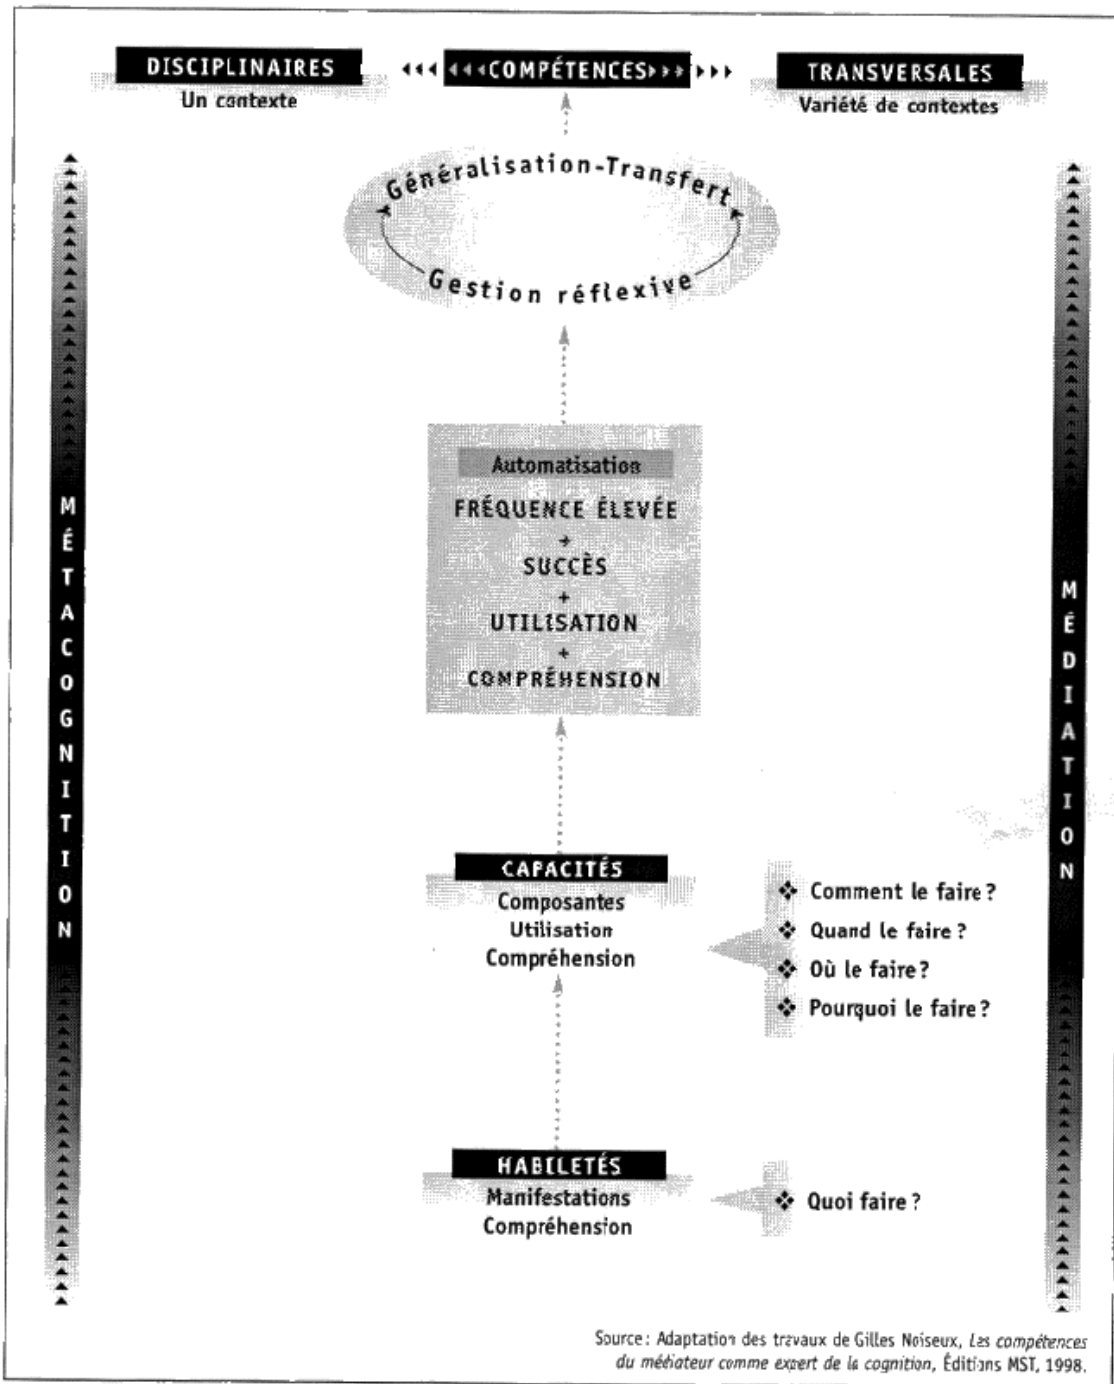 DISCIPLINAIRES
Un contexte
COMPÉTENCES
TRANSVERSALES
Variété de contextes
Généralisation-Transfert
Gestion réflexive
Automatisation
FRÉQUENCE ÉLEVÉE
+
SUCCÈS
+
UTILISATION
+
COMPRÉHENSION
MÉTACOGNITION
MÉDIATION
CAPACITÉS
Composantes
Utilisation
Compréhension
❖ Comment le faire ?
❖ Quand le faire ?
❖ Où le faire ?
❖ Pourquoi le faire ?
HABILETÉS
Manifestations
Compréhension
❖ Quoi faire ?
Source : Adaptation des travaux de Gilles Noiseux, Les compétences
du médiateur comme expert de la cognition, Éditions MST, 1998.